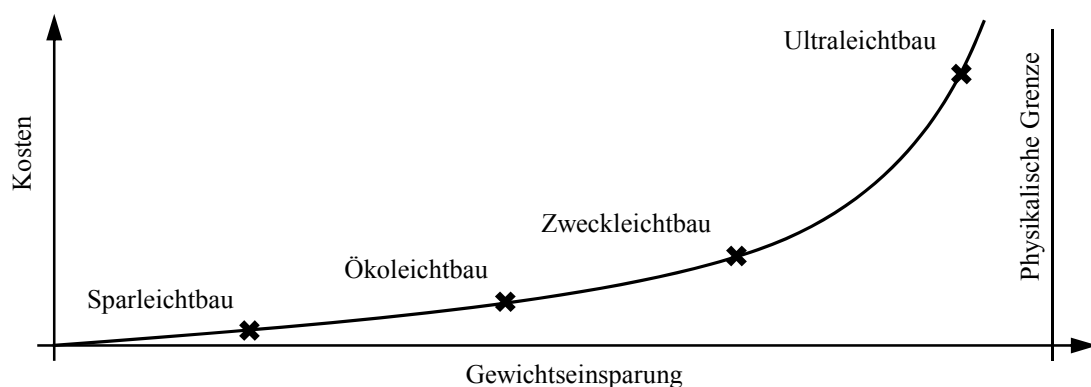 Ultraleichtbau
Physikalische Grenze
Kosten
Zweckleichtbau
Ökoleichtbau
Sparleichtbau
Gewichtseinsparung